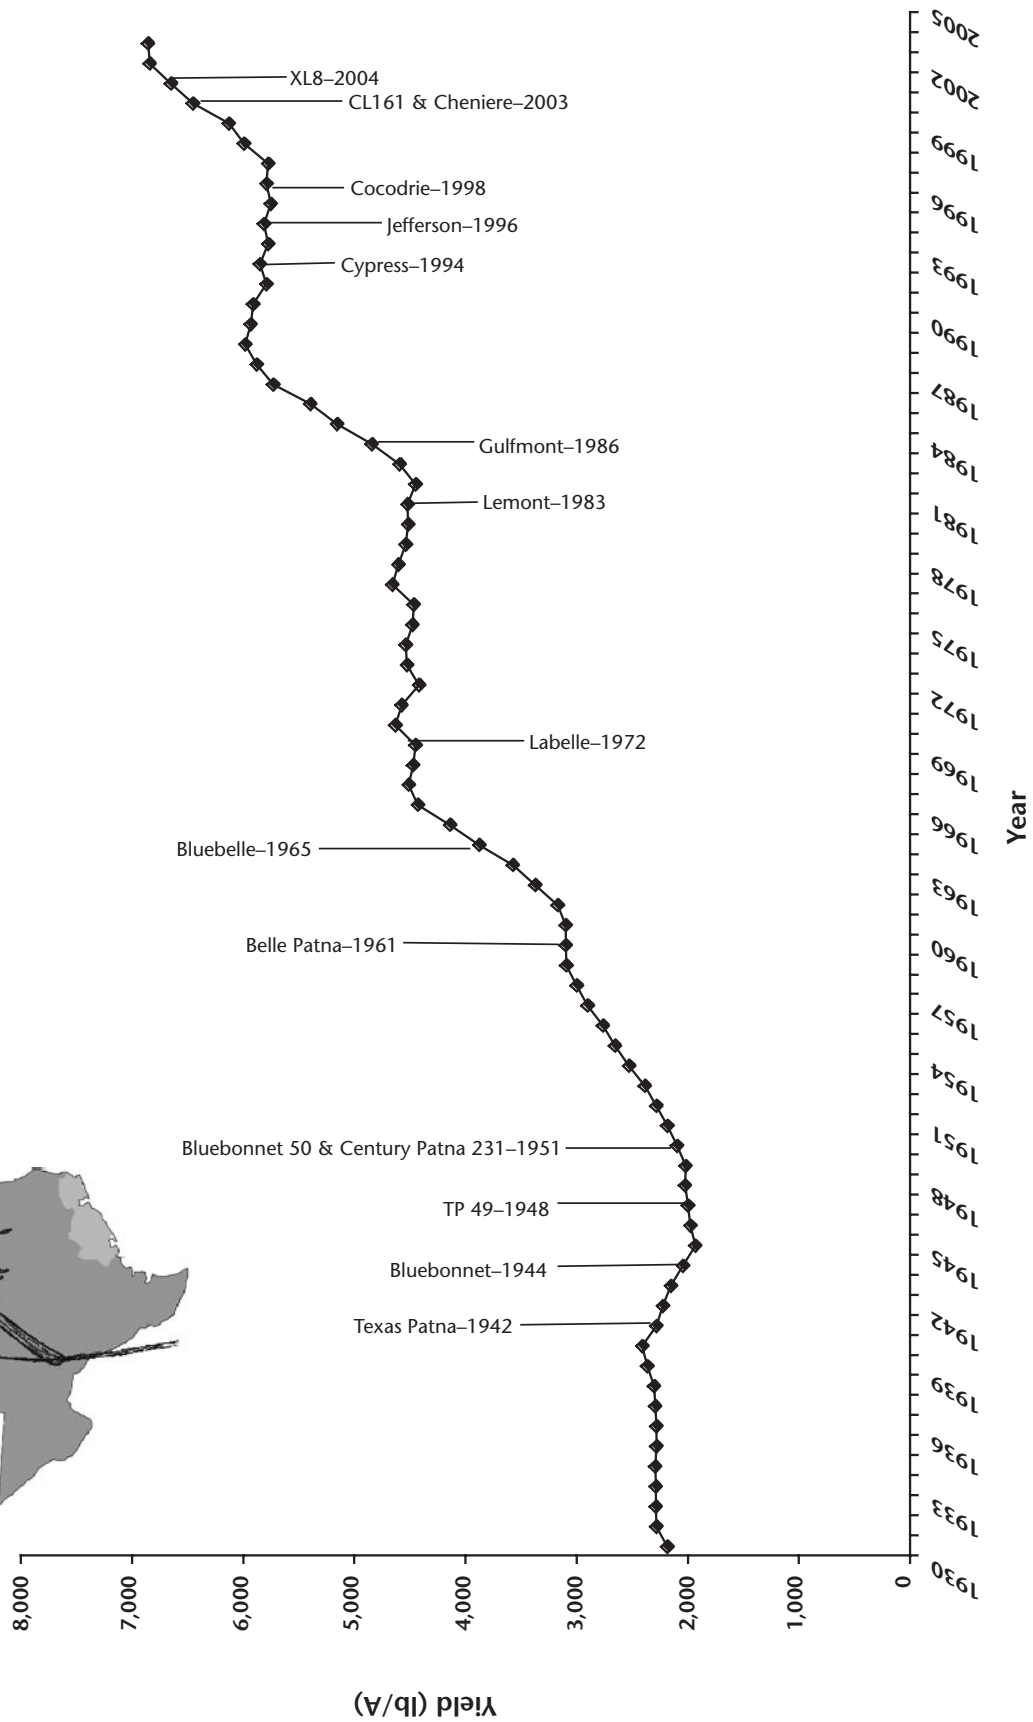 XL8–2004
CL161 & Cheniere–2003
Cocodrie–1998
Jefferson–1996
Cypress–1994
Gulfmont–1986
Lemont–1983
Labelle–1972
Bluebelle–1965
Belle Patna–1961
Bluebonnet 50 & Century Patna 231–1951
TP 49–1948
Bluebonnet–1944
Texas Patna–1942
8,000
7,000
6,000
5,000
4,000
3,000
2,000
1,000
0
Yield (lb/A)
1930
1933
1936
1939
1942
1945
1948
1951
1954
1957
1960
1963
1966
1969
1972
1975
1978
1981
1984
1987
1990
1993
1996
1999
2002
2005
Year